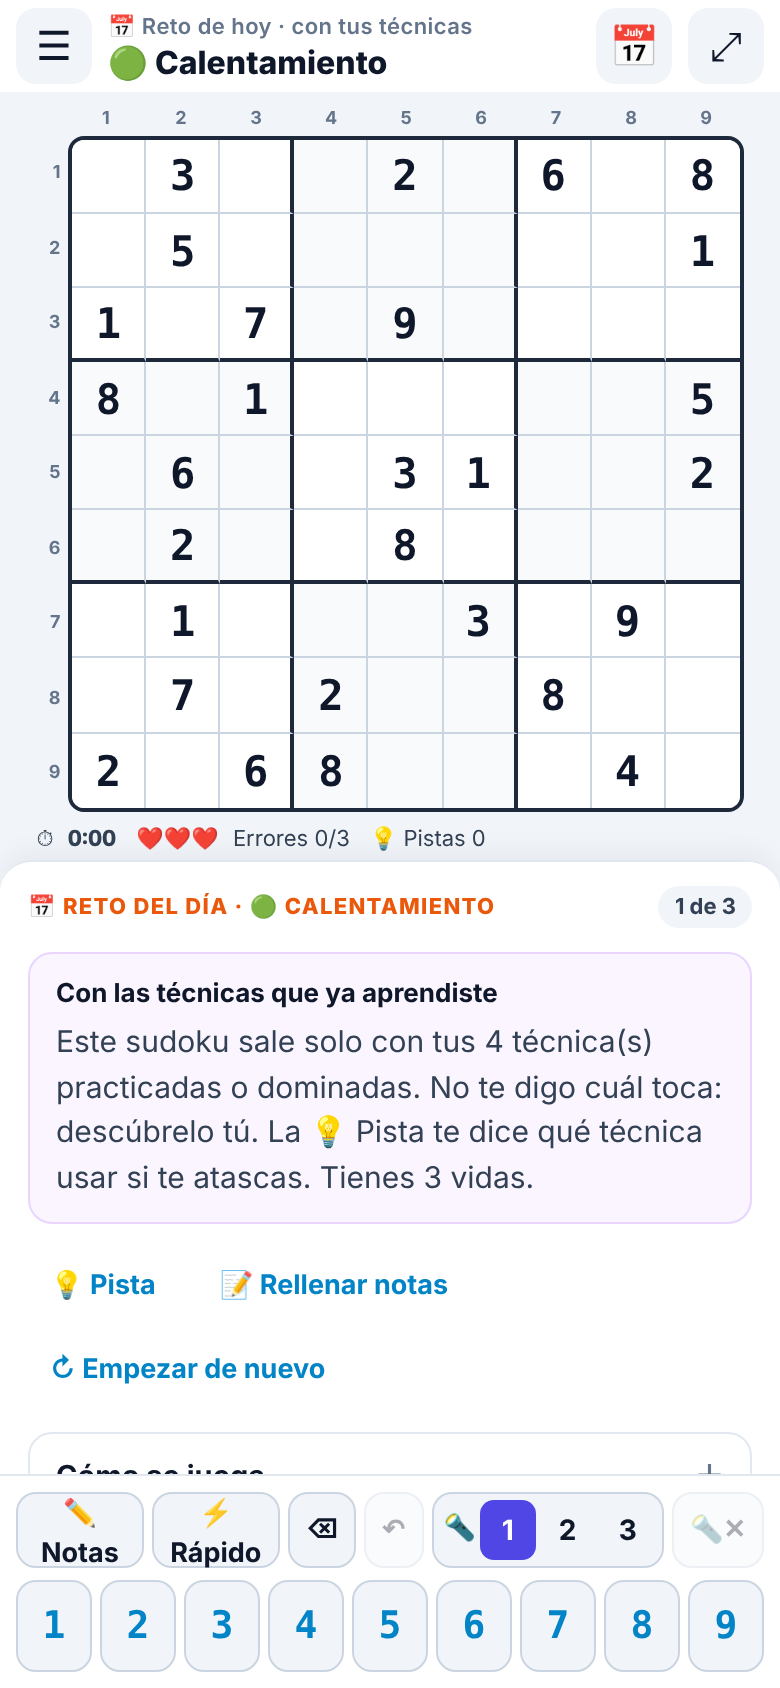 ☰ 📅 Reto de hoy · con tus técnicas
🟢 Calentamiento
1 2 3 4 5 6 7 8 9
1 3 2 6 8
2 5 1
3 1 7 9
4 8 1 5
5 6 3 1 2
6 2 8
7 1 3 9
8 7 2 8
9 2 6 8 4
⏱ 0:00 ❤️❤️❤️ Errores 0/3 💡 Pistas 0
📅 RETO DEL DÍA · 🟢 CALENTAMIENTO 1 de 3
Con las técnicas que ya aprendiste
Este sudoku sale solo con tus 4 técnica(s)
practicadas o dominadas. No te digo cuál toca:
descúbrelo tú. La 💡 Pista te dice qué técnica
usar si te atascas. Tienes 3 vidas.
💡 Pista 📝 Rellenar notas
↻ Empezar de nuevo
Cómo se juega +
✏️ Notas ⚡ Rápido ⌫ ↶ 🔦 1 2 3 🔦✕
1 2 3 4 5 6 7 8 9